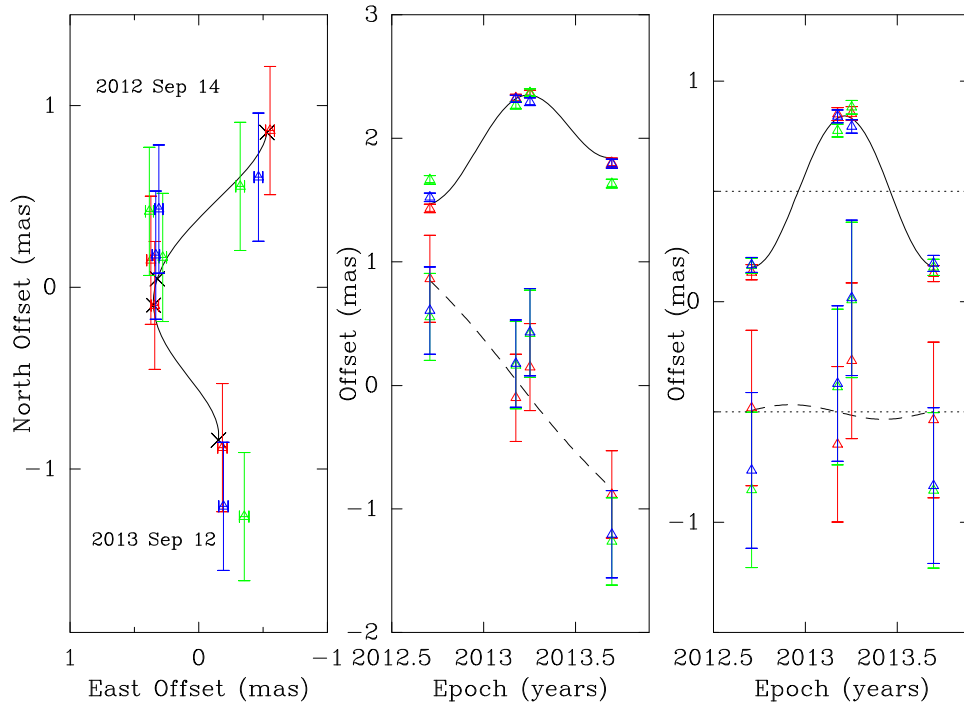 2012 Sep 14
2013 Sep 12
North Offset (mas)
1
0
−1
1
0
−1
East Offset (mas)
Offset (mas)
3
2
1
0
−1
−2
2012.5
2013
2013.5
Epoch (years)
Offset (mas)
1
0
−1
2012.5
2013
2013.5
Epoch (years)